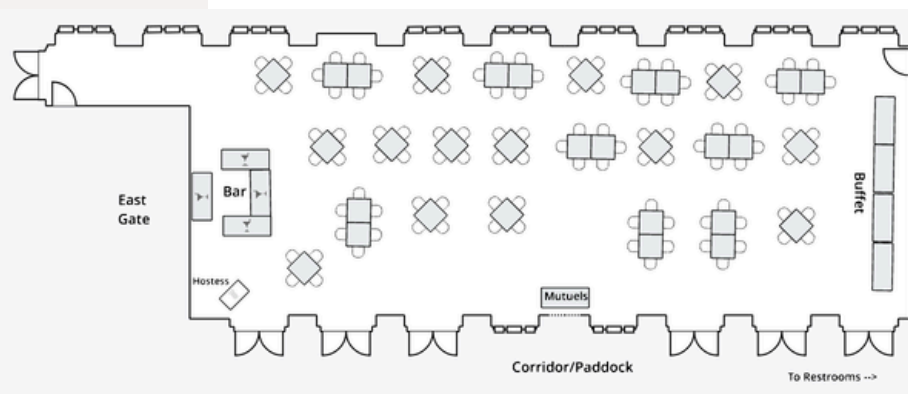 Bar
East
Gate
Buffet
Hostess
Mutuels
Corridor/Paddock
To Restrooms -->